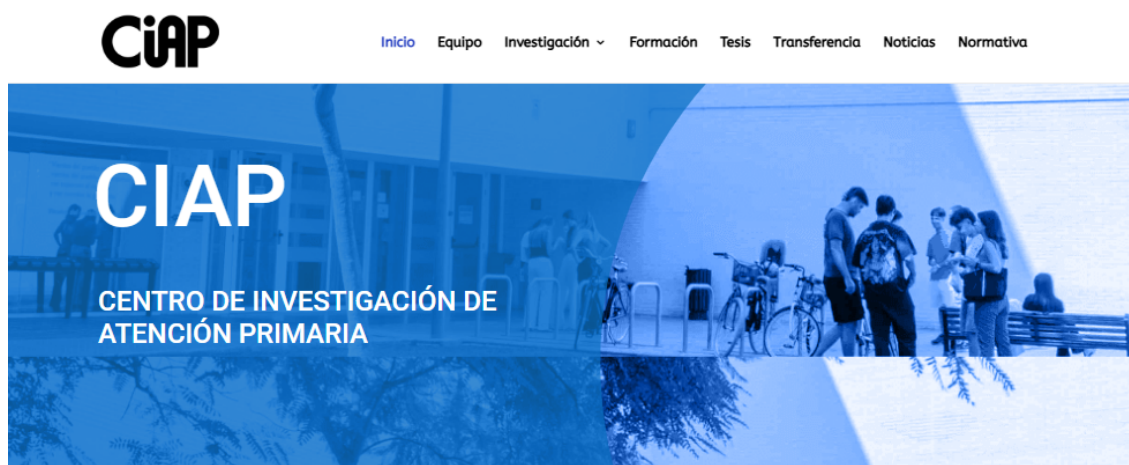 CiAP
Inicio Equipo Investigación Formación Tesis Transferencia Noticias Normativa
CIAP
CENTRO DE INVESTIGACIÓN DE
ATENCIÓN PRIMARIA